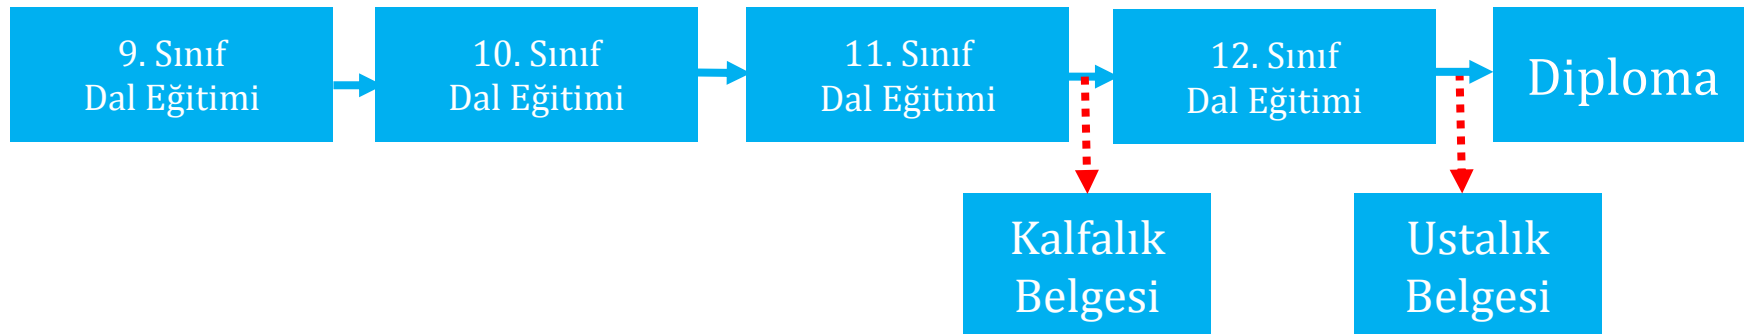 9. Sınıf
Dal Eğitimi
10. Sınıf
Dal Eğitimi
11. Sınıf
Dal Eğitimi
12. Sınıf
Dal Eğitimi
Diploma
Kalfalık
Belgesi
Ustalık
Belgesi